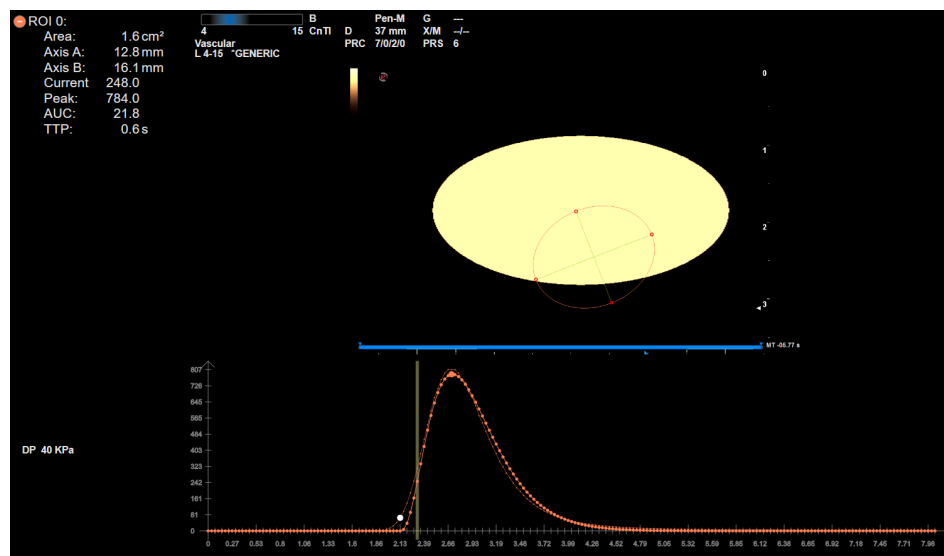 ROI 0:
Area: 1.6 cm²
Axis A: 12.8 mm
Axis B: 16.1 mm
Current 248.0
Peak: 784.0
AUC: 21.8
TTP: 0.6 s
4 15
Vascular
L 4-15 *GENERIC
B Pen-M G ---
CnTI D 37 mm X/M --/--
PRC 7/0/2/0 PRS 6
0
1
2
3
MT -05.77 s
DP 40 KPa
807
726
645
565
484
403
323
242
161
81
0
0 0.27 0.53 0.8 1.06 1.33 1.6 1.86 2.13 2.39 2.66 2.93 3.19 3.46 3.72 3.99 4.26 4.52 4.79 5.05 5.32 5.59 5.85 6.12 6.38 6.65 6.92 7.18 7.45 7.71 7.98